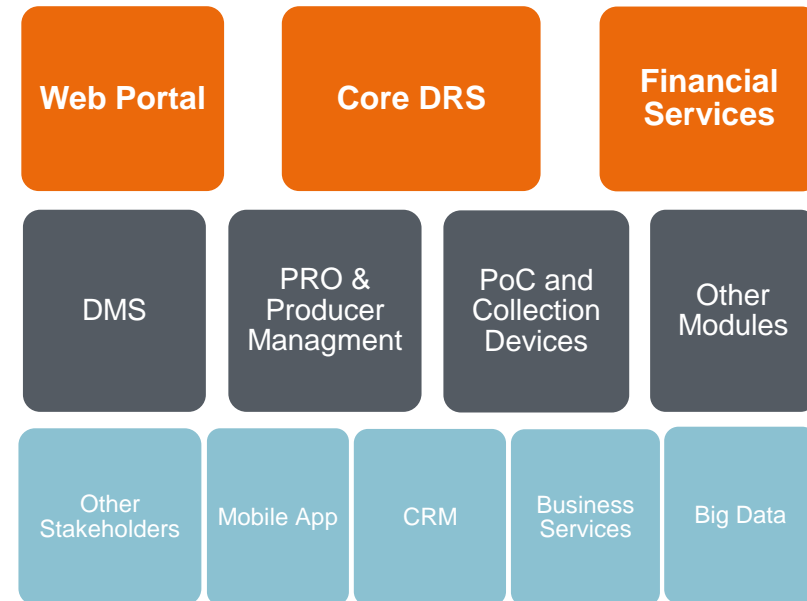 Web Portal
Core DRS
Financial
Services
DMS
PRO &
Producer
Managment
PoC and
Collection
Devices
Other
Modules
Other
Stakeholders
Mobile App
CRM
Business
Services
Big Data